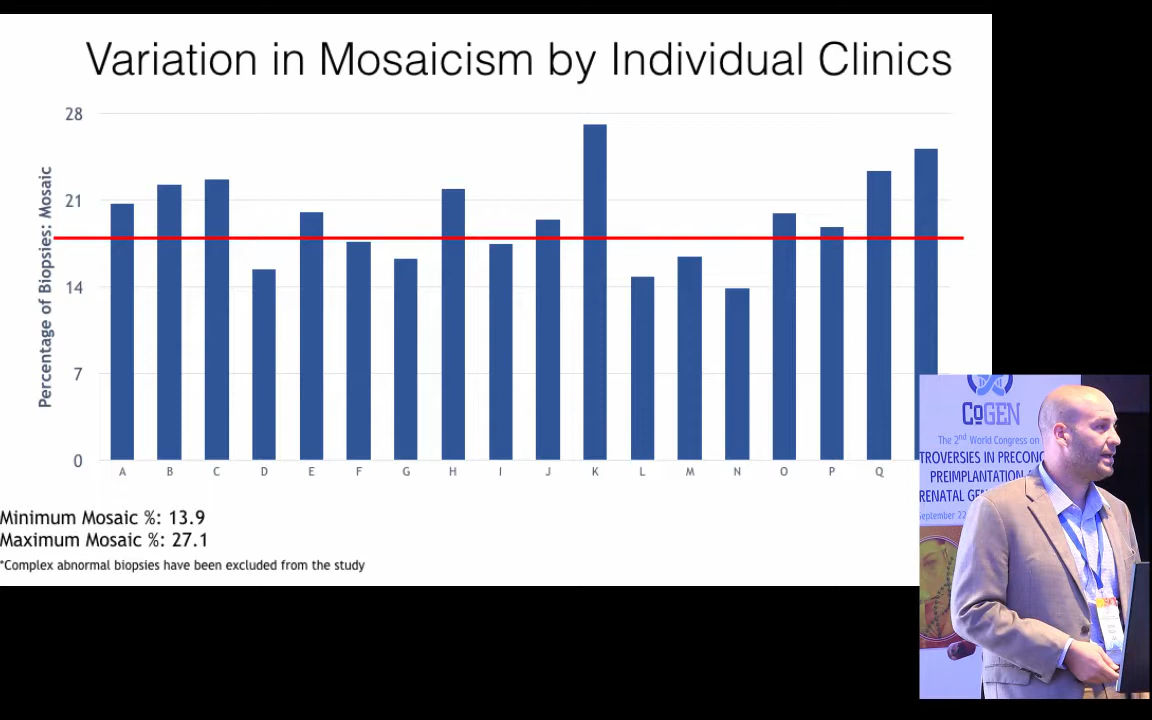 Variation in Mosaicism by Individual Clinics
Percentage of Biopsies: Mosaic
28
21
14
7
0
A B C D E F G H I J K L M N O P Q
Minimum Mosaic %: 13.9
Maximum Mosaic %: 27.1
*Complex abnormal biopsies have been excluded from the study
CoGEN
The 2nd World Congress on
TROVERSIES IN PRECONC
PREIMPLANTATION
RENATAL GE
September 22